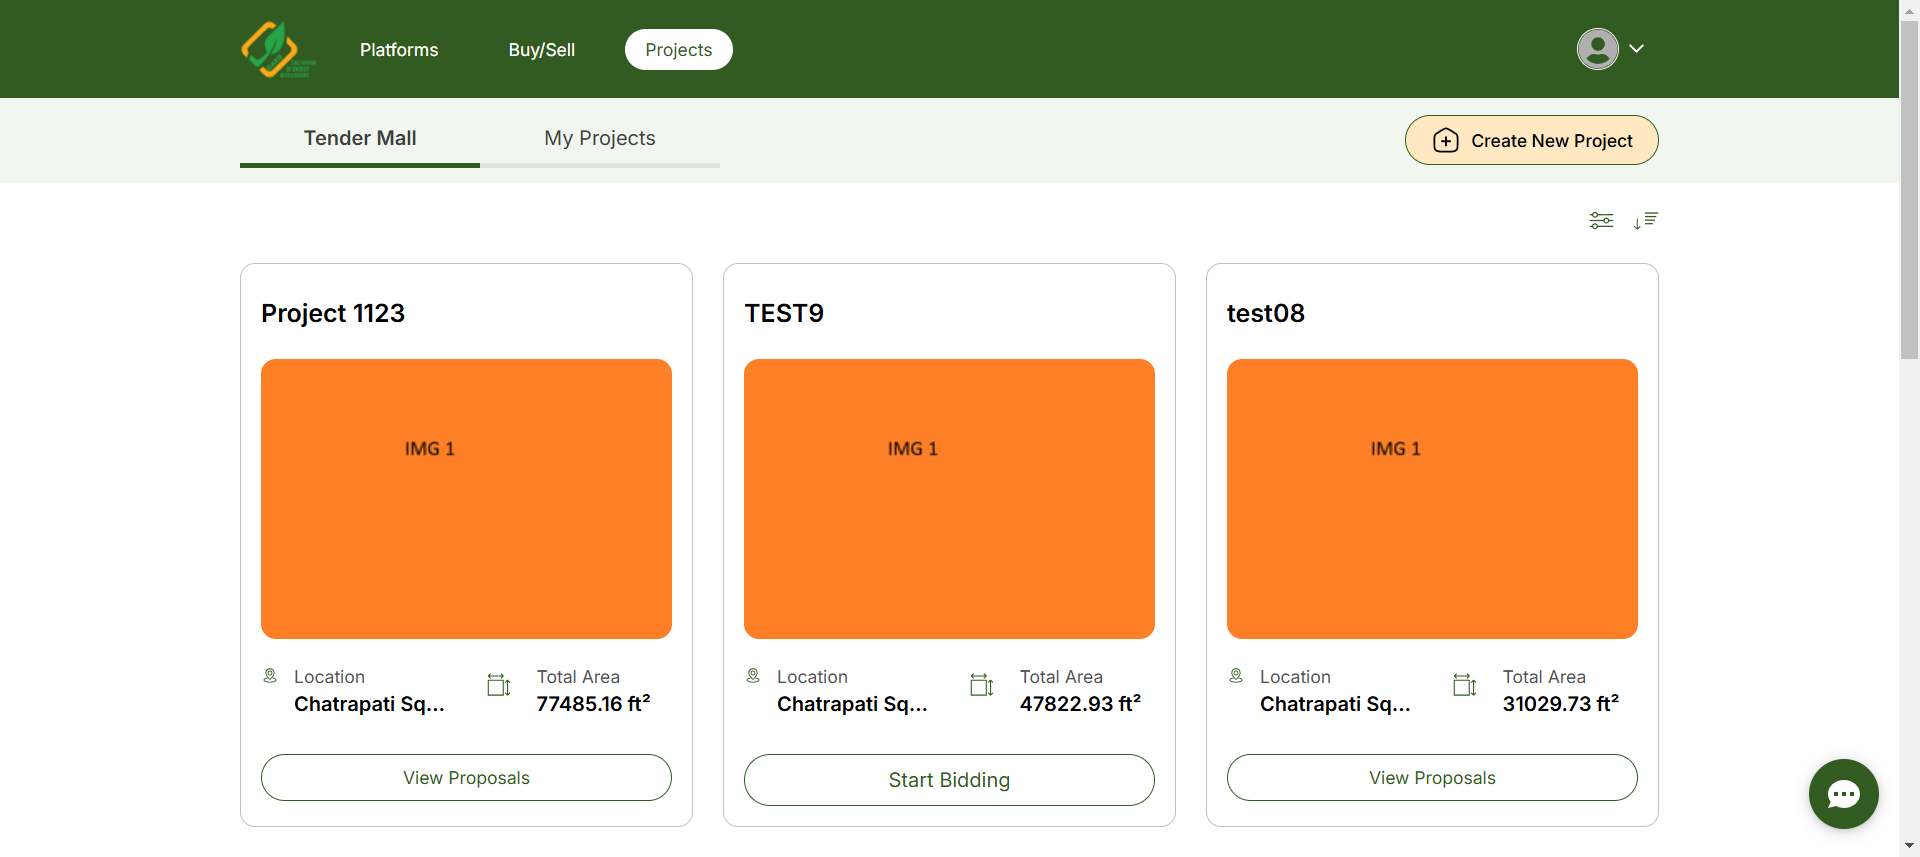 Platforms
Buy/Sell
Projects
Tender Mall
My Projects
Create New Project
Project 1123
IMG 1
Location
Chatrapati Sq...
Total Area
77485.16 ft²
View Proposals
TEST9
IMG 1
Location
Chatrapati Sq...
Total Area
47822.93 ft²
Start Bidding
test08
IMG 1
Location
Chatrapati Sq...
Total Area
31029.73 ft²
View Proposals